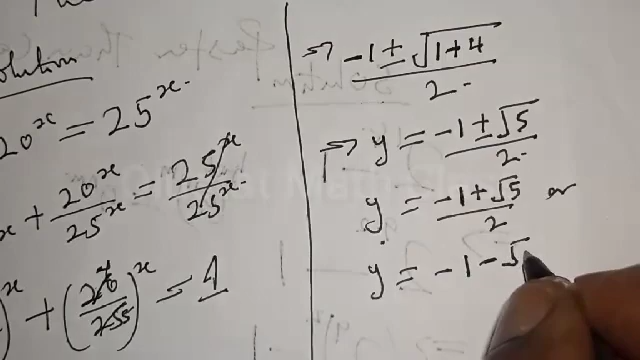 Solution
20^x = 25^x
x + 20^x/25^x = 25^x/25^x
)^x + (20/25)^x = 1
⇒ -1 ± √(1+4) / 2
⇒ y = -1 ± √5 / 2
y = -1 + √5 / 2 or
y = -1 - √5